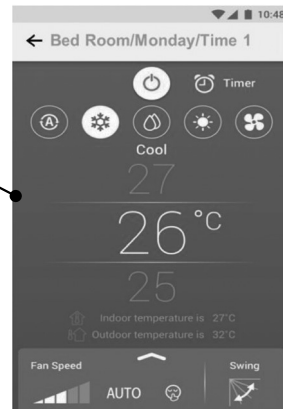 10:48
← Bed Room/Monday/Time 1
Timer
A
Cool
27
26°C
25
Indoor temperature is 27°C
Outdoor temperature is 32°C
Fan Speed
Swing
AUTO